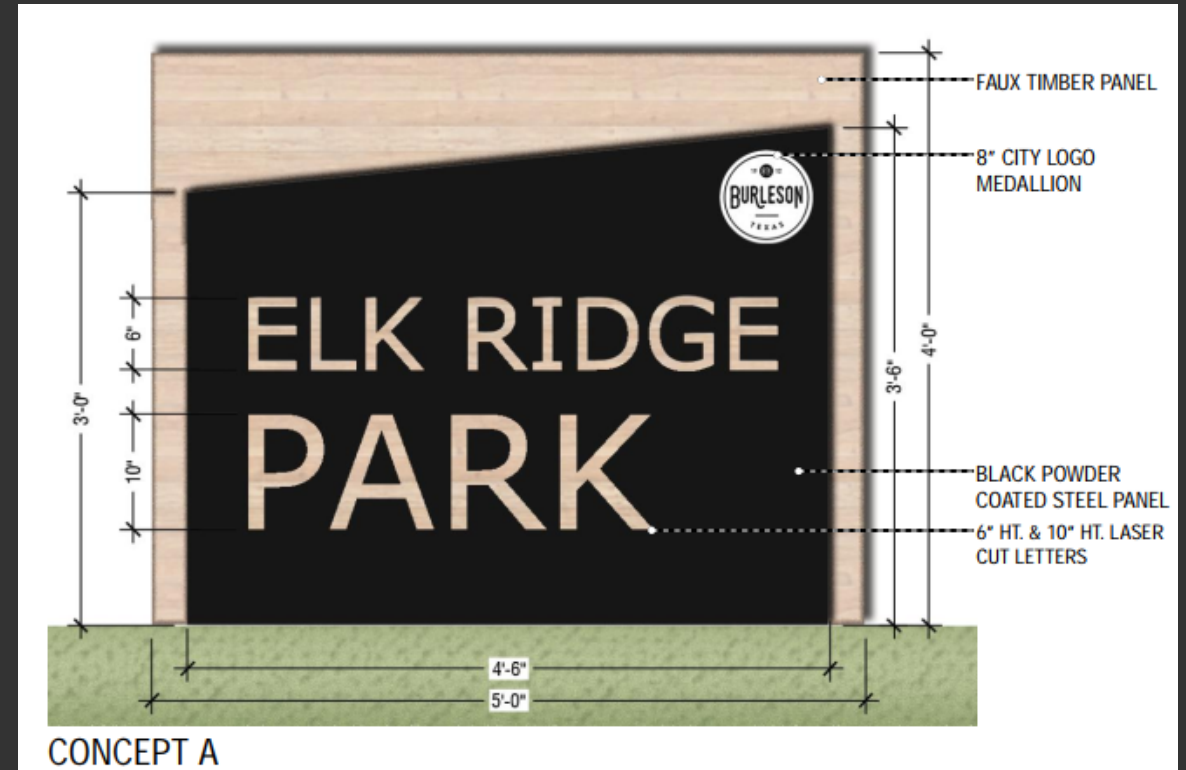 FAUX TIMBER PANEL
8" CITY LOGO
MEDALLION
BURLESON
TEXAS
ELK RIDGE
PARK
6"
10"
3'-0"
3'-6"
4'-0"
BLACK POWDER
COATED STEEL PANEL
6" HT. & 10" HT. LASER
CUT LETTERS
4'-6"
5'-0"
CONCEPT A